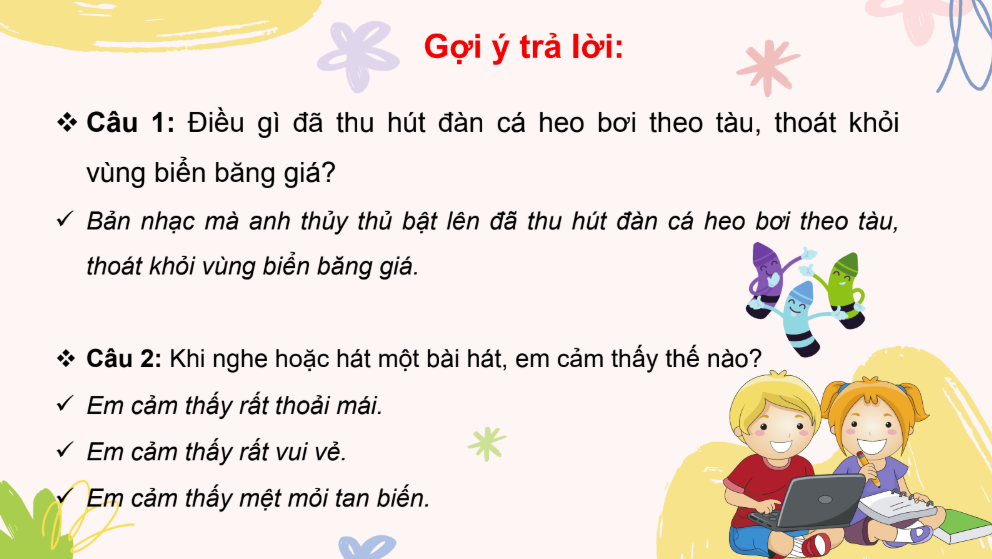 Gợi ý trả lời:
❖ Câu 1: Điều gì đã thu hút đàn cá heo bơi theo tàu, thoát khỏi
vùng biển băng giá?
✓ Bản nhạc mà anh thủy thủ bật lên đã thu hút đàn cá heo bơi theo tàu,
thoát khỏi vùng biển băng giá.
❖ Câu 2: Khi nghe hoặc hát một bài hát, em cảm thấy thế nào?
✓ Em cảm thấy rất thoải mái.
✓ Em cảm thấy rất vui vẻ.
✓ Em cảm thấy mệt mỏi tan biến.